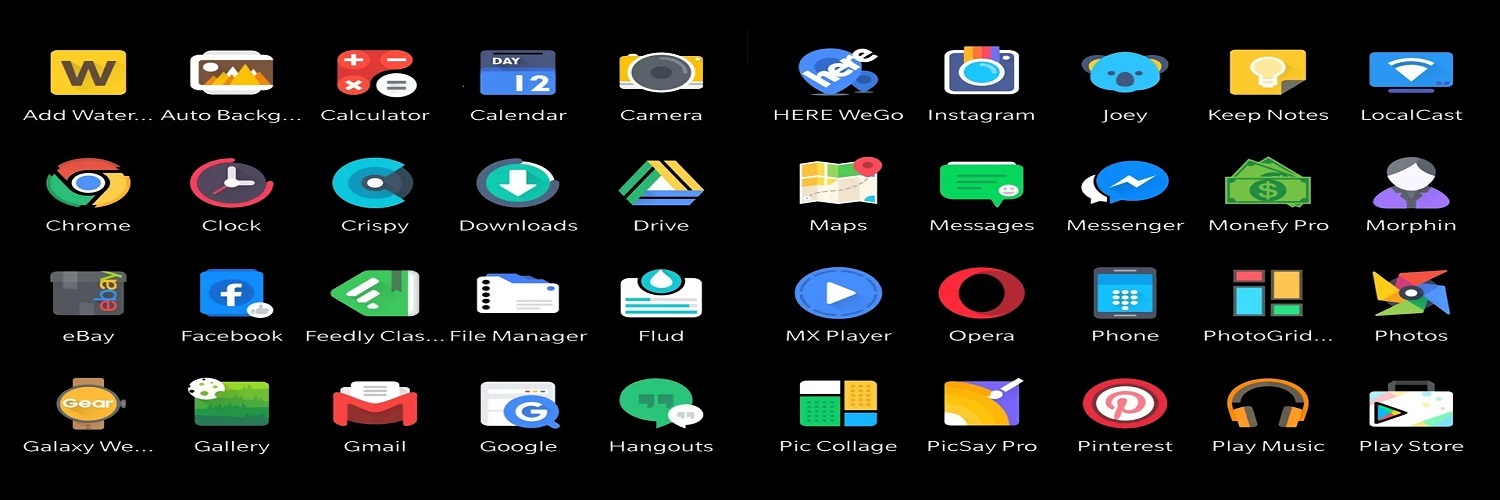 W
DAY
12
here
Add Water... Auto Backg... Calculator Calendar Camera HERE WeGo Instagram Joey Keep Notes LocalCast
$
Chrome Clock Crispy Downloads Drive Maps Messages Messenger Monefy Pro Morphin
ebay
f
eBay Facebook Feedly Clas... File Manager Flud MX Player Opera Phone PhotoGrid... Photos
Gear
G
Galaxy We... Gallery Gmail Google Hangouts Pic Collage PicSay Pro Pinterest Play Music Play Store